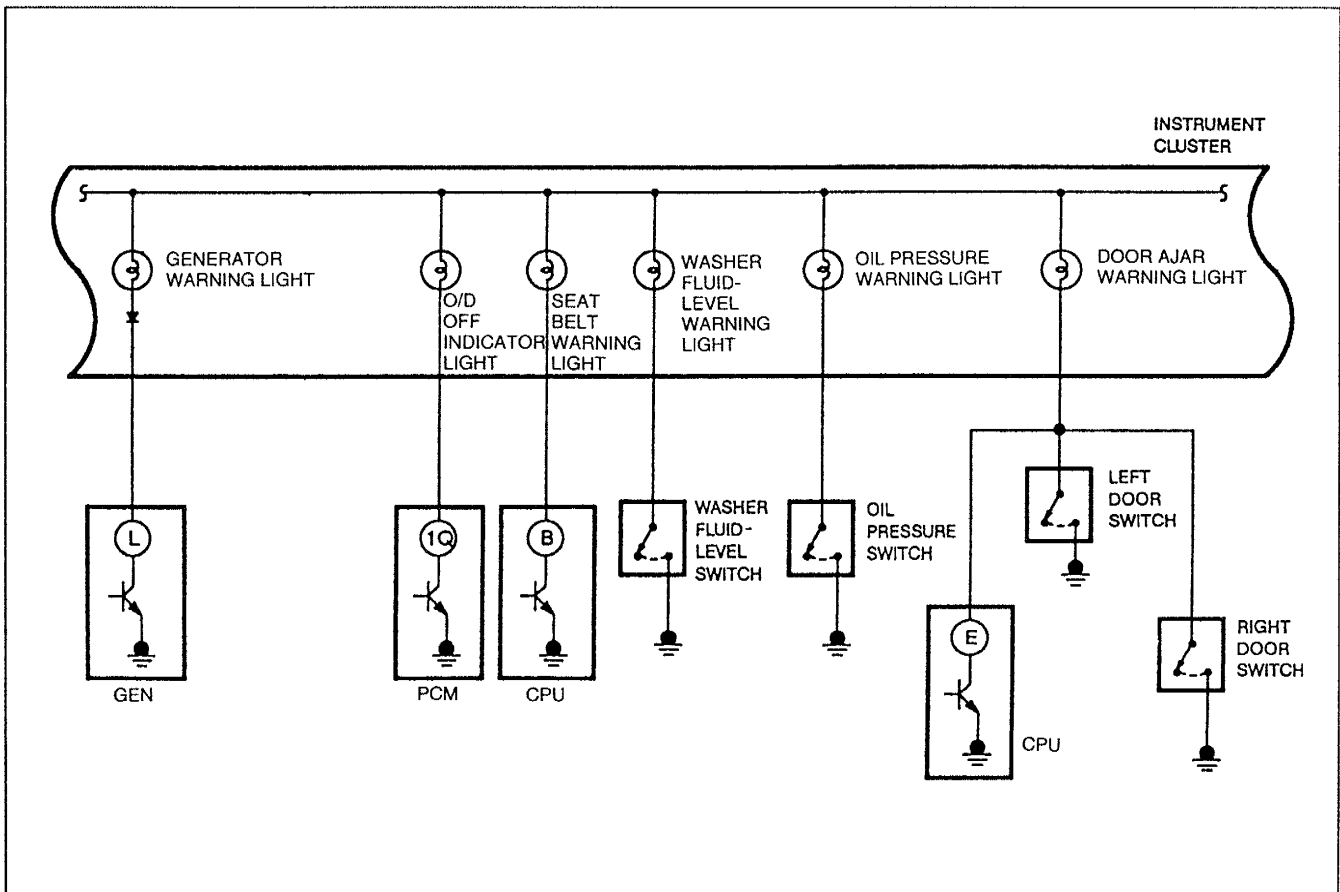 INSTRUMENT
CLUSTER
GENERATOR
WARNING LIGHT
O/D
OFF
INDICATOR
LIGHT
SEAT
BELT
WARNING
LIGHT
WASHER
FLUID-
LEVEL
WARNING
LIGHT
OIL PRESSURE
WARNING LIGHT
DOOR AJAR
WARNING LIGHT
L
GEN
1Q
PCM
B
CPU
WASHER
FLUID-
LEVEL
SWITCH
OIL
PRESSURE
SWITCH
LEFT
DOOR
SWITCH
E
CPU
RIGHT
DOOR
SWITCH